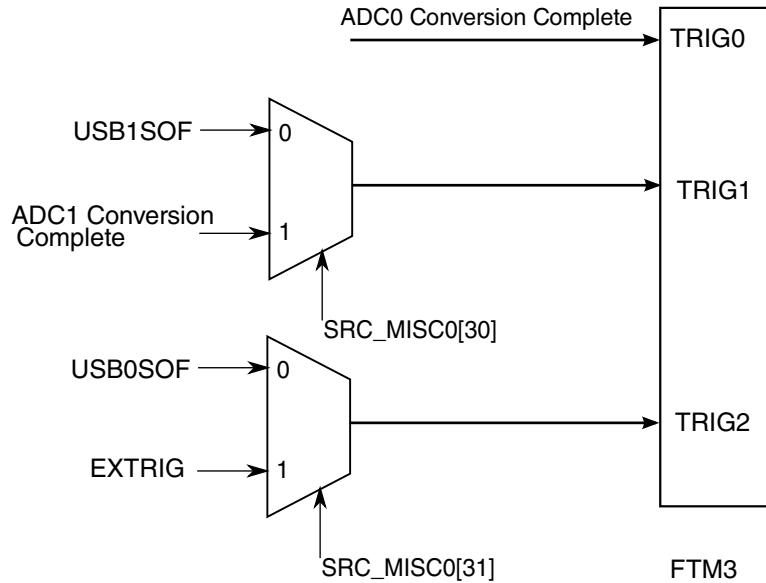 ADC0 Conversion Complete
TRIG0
USB1SOF
0
TRIG1
ADC1 Conversion
Complete
1
SRC_MISC0[30]
USB0SOF
0
TRIG2
EXTRIG
1
SRC_MISC0[31]
FTM3